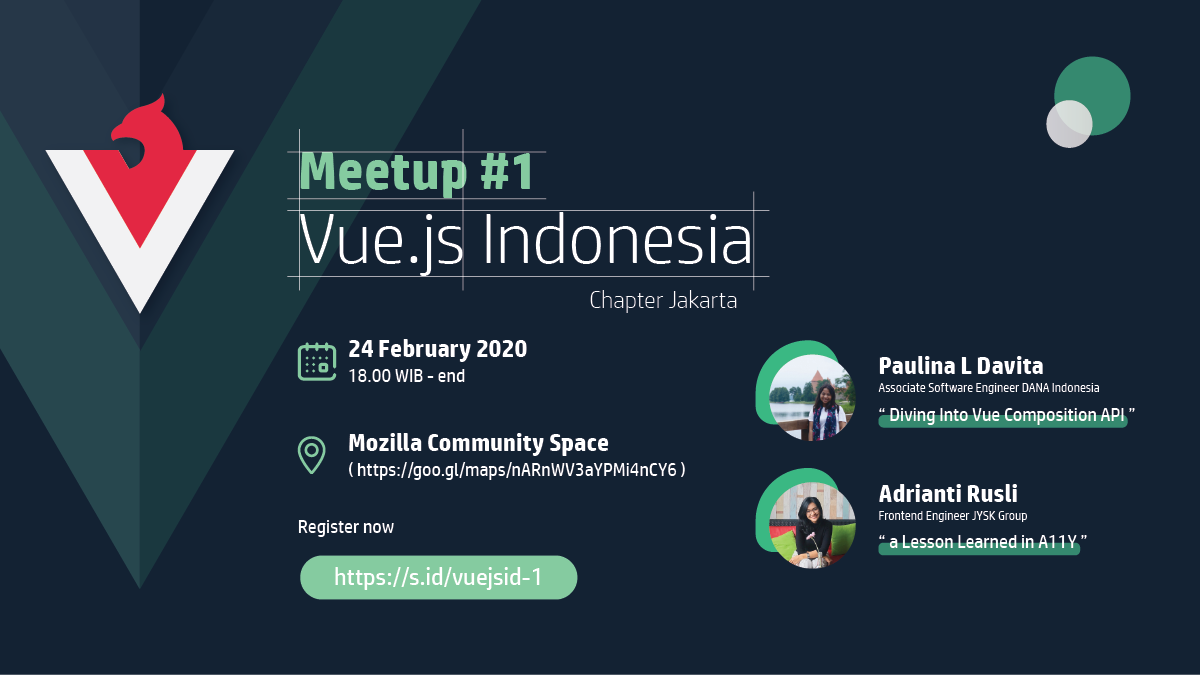 Meetup #1
Vue.js Indonesia
Chapter Jakarta
24 February 2020
18.00 WIB - end
Mozilla Community Space
( https://goo.gl/maps/nARnWV3aYPMi4nCY6 )
Register now
https://s.id/vuejsid-1
Paulina L Davita
Associate Software Engineer DANA Indonesia
“ Diving Into Vue Composition API ”
Adrianti Rusli
Frontend Engineer JYSK Group
“ a Lesson Learned in A11Y ”